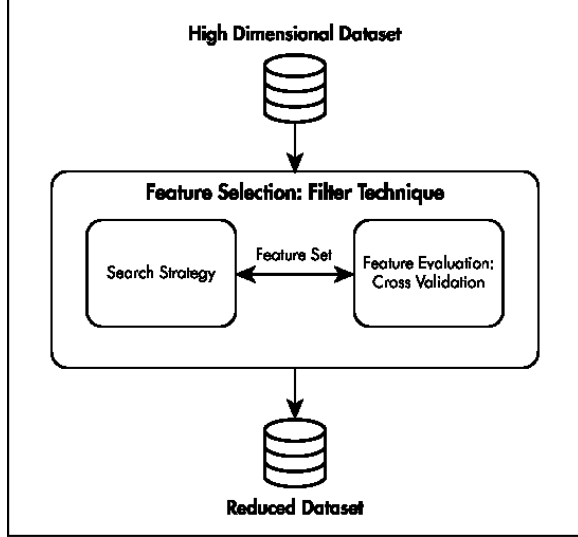 High Dimensional Dataset
Feature Selection: Filter Technique
Search Strategy
Feature Set
Feature Evaluation:
Cross Validation
Reduced Dataset